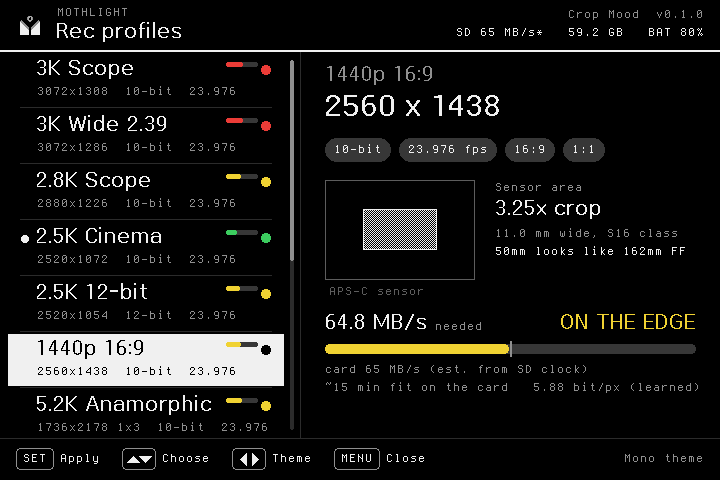 MOTHLIGHT
Rec profiles
Crop Mood v0.1.0
SD 65 MB/s* 59.2 GB BAT 80%
3K Scope
3072x1308 10-bit 23.976
3K Wide 2.39
3072x1286 10-bit 23.976
2.8K Scope
2880x1226 10-bit 23.976
2.5K Cinema
2520x1072 10-bit 23.976
2.5K 12-bit
2520x1054 12-bit 23.976
1440p 16:9
2560x1438 10-bit 23.976
5.2K Anamorphic
1736x2178 1x3 10-bit 23.976
1440p 16:9
2560 x 1438
10-bit 23.976 fps 16:9 1:1
Sensor area
3.25x crop
11.0 mm wide, S16 class
50mm looks like 162mm FF
APS-C sensor
64.8 MB/s needed ON THE EDGE
card 65 MB/s (est. from SD clock)
~15 min fit on the card 5.88 bit/px (learned)
SET Apply Choose Theme MENU Close Mono theme